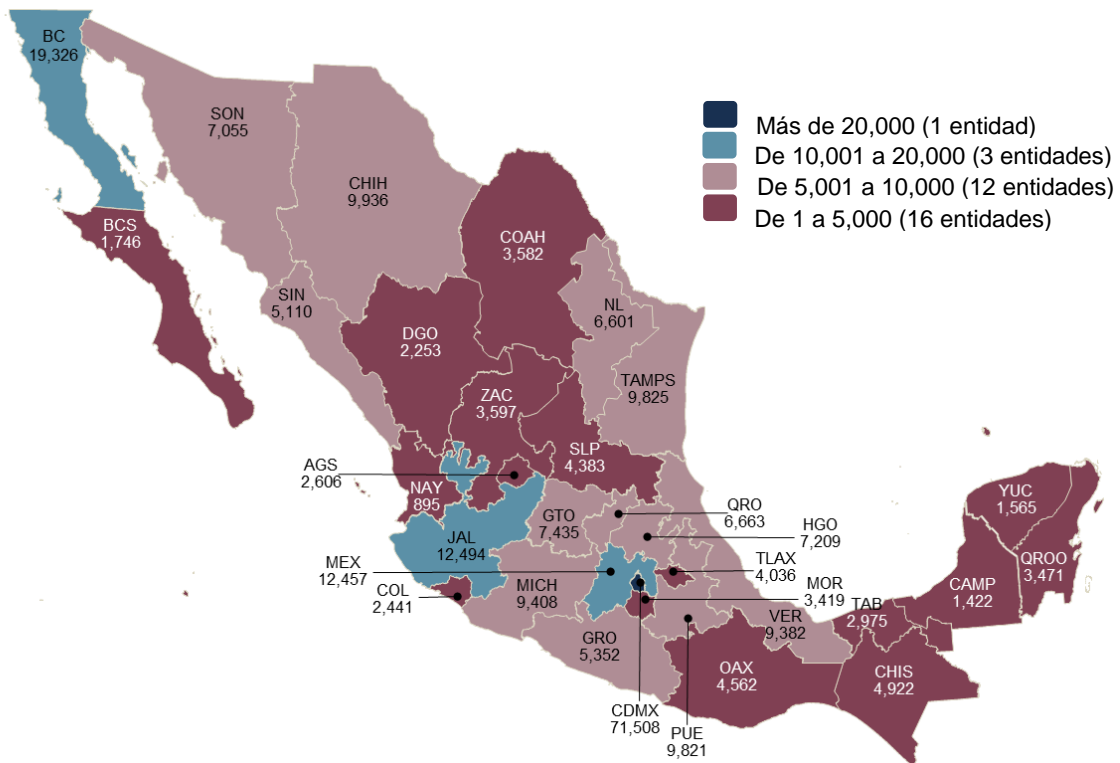 BC
19,326
SON
7,055
Más de 20,000 (1 entidad)
De 10,001 a 20,000 (3 entidades)
De 5,001 a 10,000 (12 entidades)
De 1 a 5,000 (16 entidades)
CHIH
9,936
BCS
1,746
COAH
3,582
SIN
5,110
NL
6,601
DGO
2,253
TAMPS
9,825
ZAC
3,597
SLP
4,383
AGS
2,606
NAY
895
QRO
6,663
YUC
1,565
GTO
7,435
HGO
7,209
JAL
12,494
QROO
3,471
MEX
12,457
TLAX
4,036
COL
2,441
MICH
9,408
MOR
3,419
CAMP
1,422
TAB
2,975
VER
9,382
GRO
5,352
OAX
4,562
CHIS
4,922
CDMX
71,508
PUE
9,821